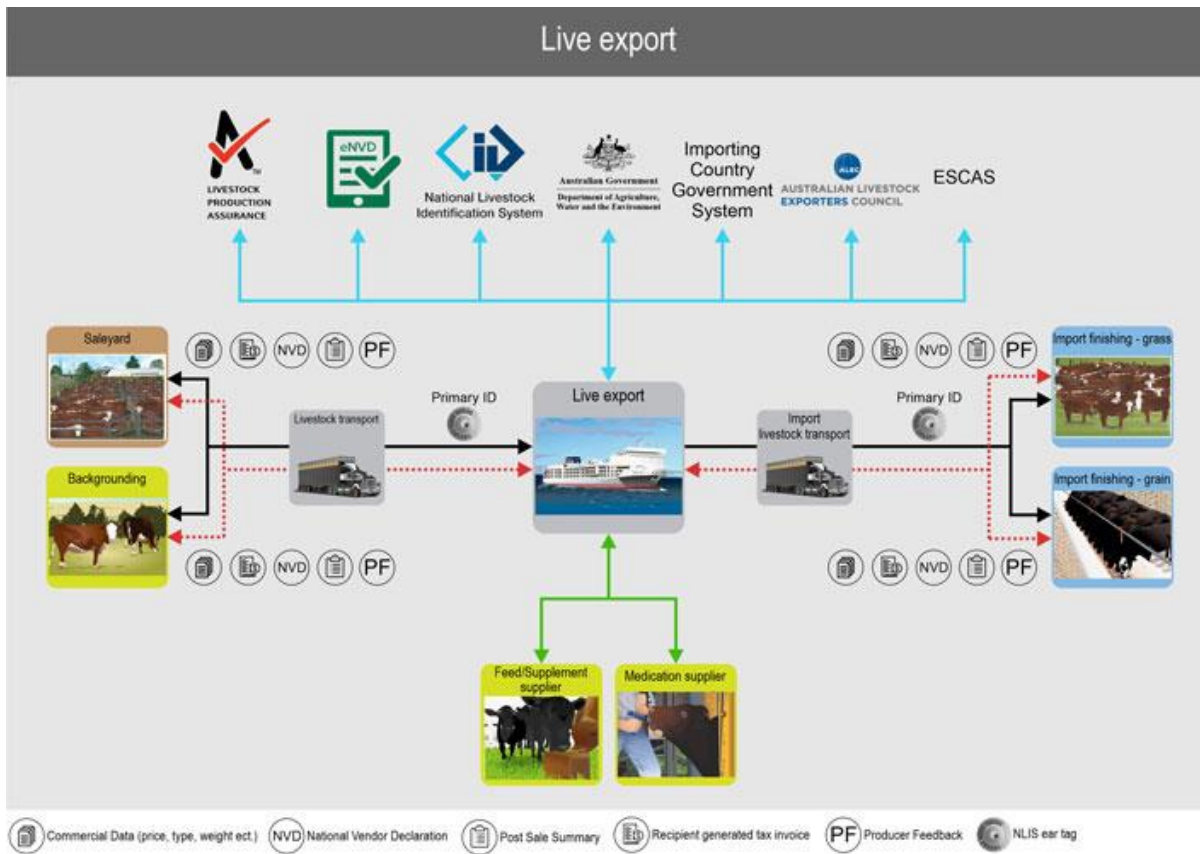 Live export
LIVESTOCK
PRODUCTION
ASSURANCE
TM
eNVD
National Livestock
Identification System
Australian Government
Department of Agriculture,
Water and the Environment
Importing
Country
Government
System
ALEC
AUSTRALIAN LIVESTOCK
EXPORTERS COUNCIL
ESCAS
Saleyard
NVD
PF
Livestock transport
Primary ID
Live export
Import
livestock transport
Primary ID
NVD
PF
Import finishing - grass
Backgrounding
NVD
PF
NVD
PF
Import finishing - grain
Feed/Supplement
supplier
Medication supplier
Commercial Data (price, type, weight ect.)
NVD National Vendor Declaration
Post Sale Summary
Recipient generated tax invoice
PF Producer Feedback
NLIS ear tag